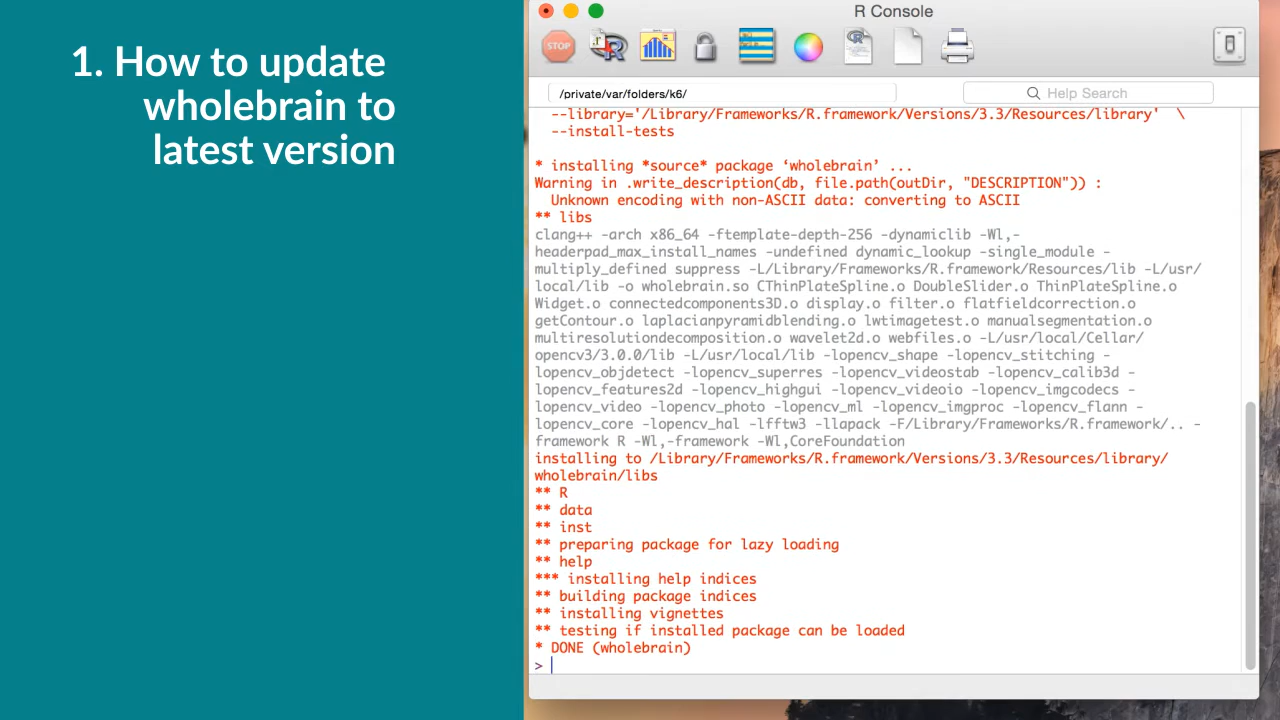 1. How to update
wholebrain to
latest version
R Console
STOP
/private/var/folders/k6/
Help Search
--library='/Library/Frameworks/R.framework/Versions/3.3/Resources/library' \
--install-tests
* installing *source* package ‘wholebrain’ ...
Warning in .write_description(db, file.path(outDir, "DESCRIPTION")) :
Unknown encoding with non-ASCII data: converting to ASCII
** libs
clang++ -arch x86_64 -ftemplate-depth-256 -dynamiclib -Wl,-
headerpad_max_install_names -undefined dynamic_lookup -single_module -
multiply_defined suppress -L/Library/Frameworks/R.framework/Resources/lib -L/usr/
local/lib -o wholebrain.so CThinPlateSpline.o DoubleSlider.o ThinPlateSpline.o
Widget.o connectedcomponents3D.o display.o filter.o flatfieldcorrection.o
getContour.o laplacianpyramidblending.o lwtimagetest.o manualsegmentation.o
multiresolutiondecomposition.o wavelet2d.o webfiles.o -L/usr/local/Cellar/
opencv3/3.0.0/lib -L/usr/local/lib -lopencv_shape -lopencv_stitching -
lopencv_objdetect -lopencv_superres -lopencv_videostab -lopencv_calib3d -
lopencv_features2d -lopencv_highgui -lopencv_videoio -lopencv_imgcodecs -
lopencv_video -lopencv_photo -lopencv_ml -lopencv_imgproc -lopencv_flann -
lopencv_core -lopencv_hal -lfftw3 -llapack -F/Library/Frameworks/R.framework/.. -
framework R -Wl,-framework -Wl,CoreFoundation
installing to /Library/Frameworks/R.framework/Versions/3.3/Resources/library/
wholebrain/libs
** R
** data
** inst
** preparing package for lazy loading
** help
*** installing help indices
** building package indices
** installing vignettes
** testing if installed package can be loaded
* DONE (wholebrain)
>